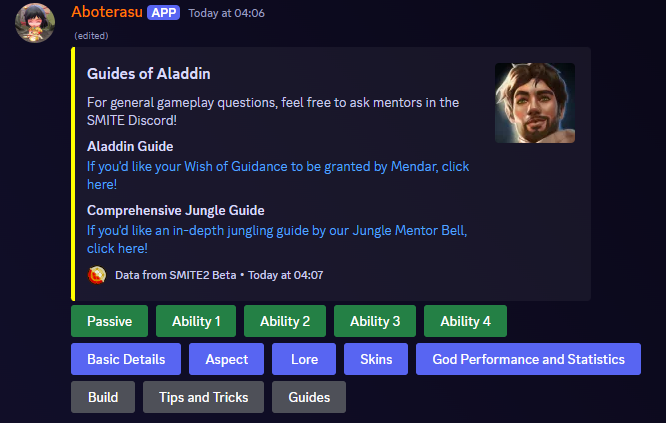 Aboterasu APP Today at 04:06
(edited)
Guides of Aladdin
For general gameplay questions, feel free to ask mentors in the
SMITE Discord!
Aladdin Guide
If you'd like your Wish of Guidance to be granted by Mendar, click
here!
Comprehensive Jungle Guide
If you'd like an in-depth jungling guide by our Jungle Mentor Bell,
click here!
Data from SMITE2 Beta • Today at 04:07
Passive Ability 1 Ability 2 Ability 3 Ability 4
Basic Details Aspect Lore Skins God Performance and Statistics
Build Tips and Tricks Guides